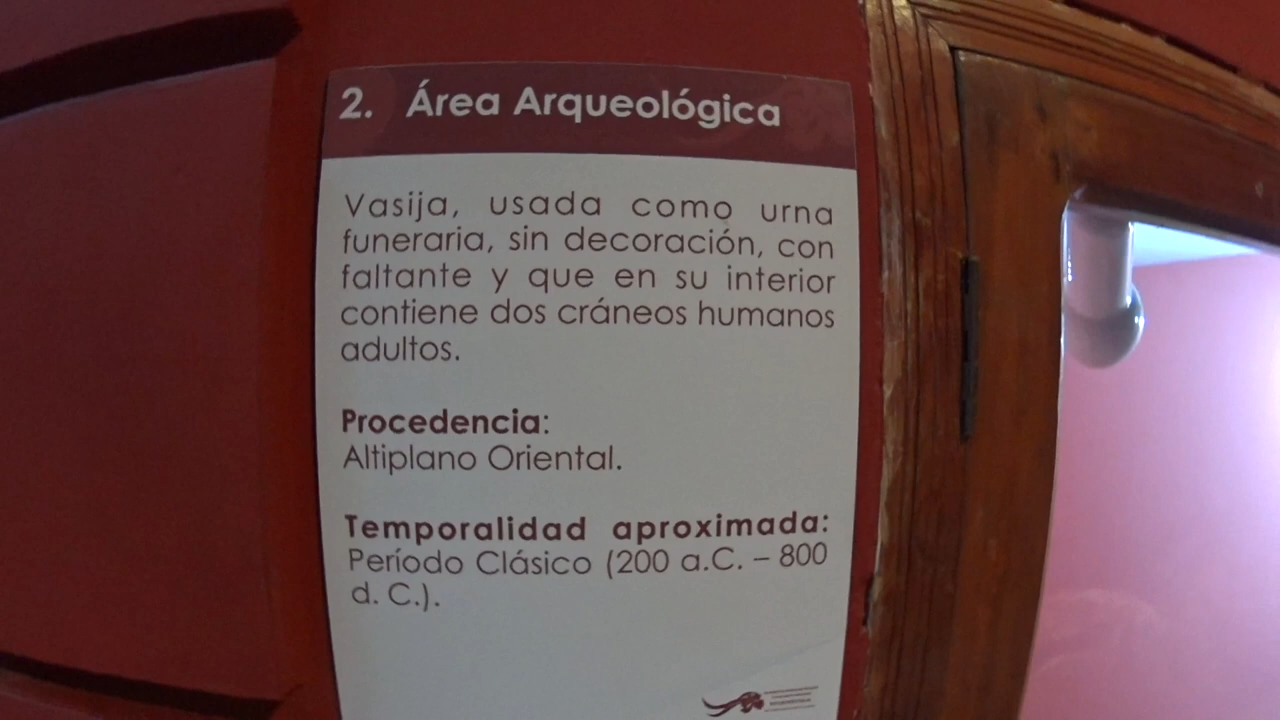 2. Área Arqueológica
Vasija, usada como urna
funeraria, sin decoración, con
faltante y que en su interior
contiene dos cráneos humanos
adultos.
Procedencia:
Altiplano Oriental.
Temporalidad aproximada:
Período Clásico (200 a.C. – 800
d. C.).